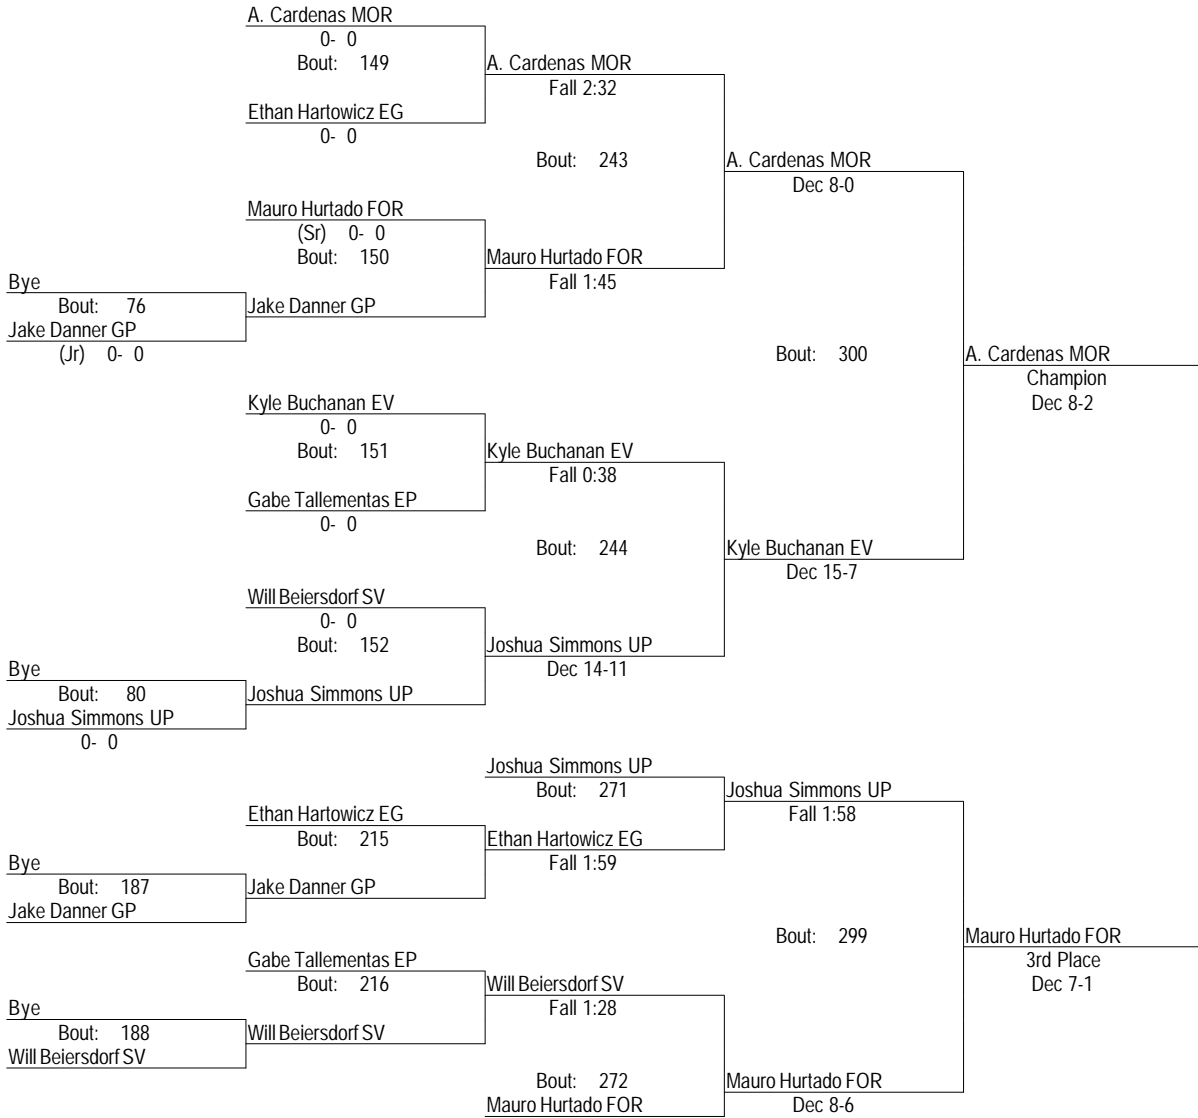 A. Cardenas MOR
0- 0
Bout: 149
A. Cardenas MOR
Fall 2:32
Ethan Hartowicz EG
0- 0
Bout: 243
A. Cardenas MOR
Dec 8-0
Mauro Hurtado FOR
(Sr) 0- 0
Bout: 150
Mauro Hurtado FOR
Fall 1:45
Bye
Bout: 76
Jake Danner GP
Jake Danner GP
(Jr) 0- 0
Bout: 300
A. Cardenas MOR
Champion
Dec 8-2
Kyle Buchanan EV
0- 0
Bout: 151
Kyle Buchanan EV
Fall 0:38
Gabe Tallementas EP
0- 0
Bout: 244
Kyle Buchanan EV
Dec 15-7
Will Beiersdorf SV
0- 0
Bout: 152
Joshua Simmons UP
Dec 14-11
Bye
Bout: 80
Joshua Simmons UP
Joshua Simmons UP
0- 0
Joshua Simmons UP
Bout: 271
Joshua Simmons UP
Fall 1:58
Ethan Hartowicz EG
Bout: 215
Ethan Hartowicz EG
Fall 1:59
Bye
Bout: 187
Jake Danner GP
Jake Danner GP
Bout: 299
Mauro Hurtado FOR
3rd Place
Dec 7-1
Gabe Tallementas EP
Bout: 216
Will Beiersdorf SV
Fall 1:28
Bye
Bout: 188
Will Beiersdorf SV
Will Beiersdorf SV
Bout: 272
Mauro Hurtado FOR
Dec 8-6
Mauro Hurtado FOR